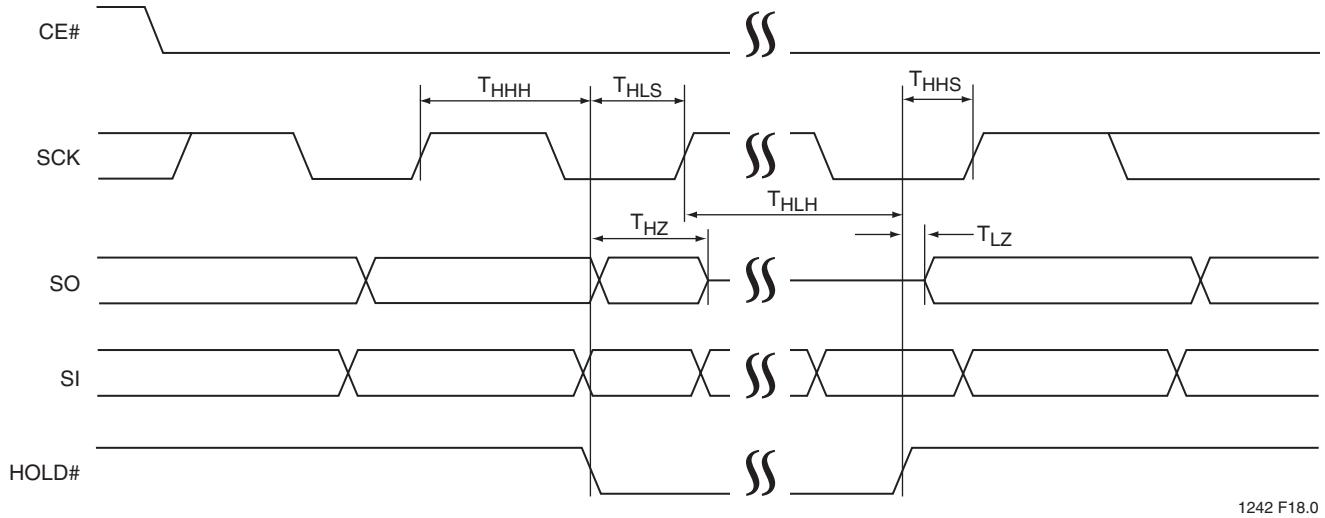 CE#
THHH
THLS
THHS
SCK
THLH
THZ
TLZ
SO
SI
HOLD#
1242 F18.0